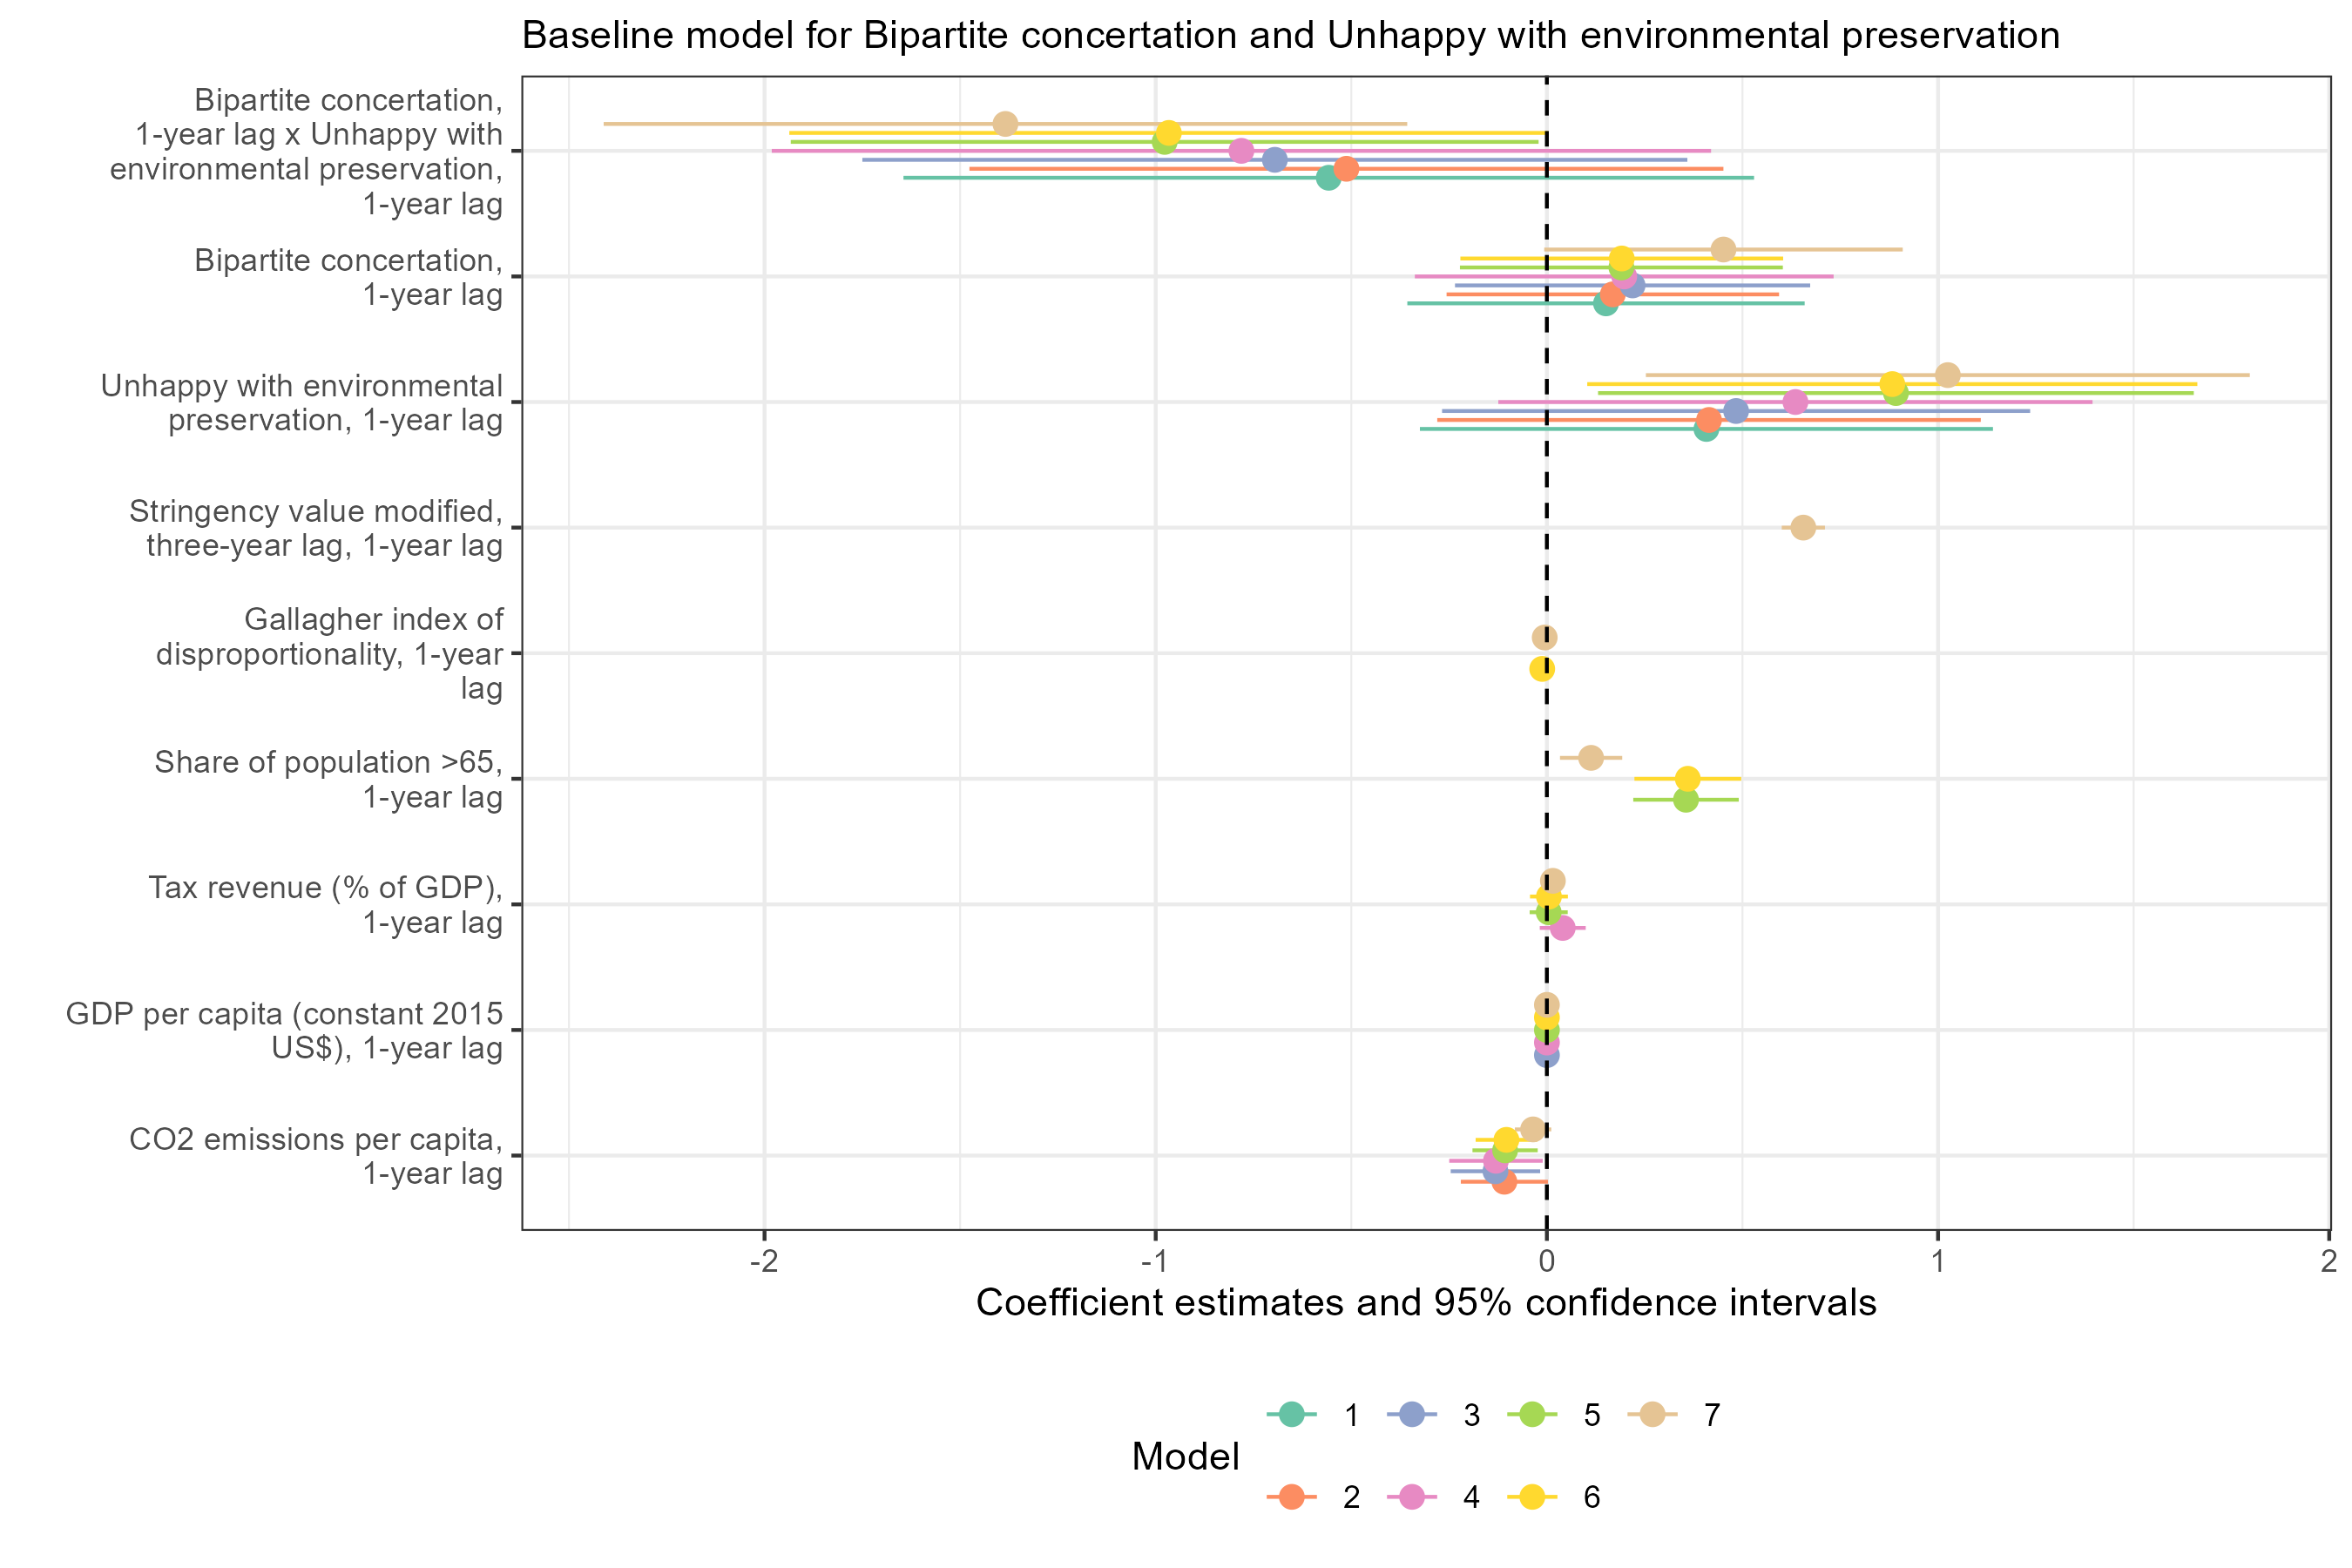 Baseline model for Bipartite concertation and Unhappy with environmental preservation
Bipartite concertation,
1-year lag x Unhappy with
environmental preservation,
1-year lag
Bipartite concertation,
1-year lag
Unhappy with environmental
preservation, 1-year lag
Stringency value modified,
three-year lag, 1-year lag
Gallagher index of
disproportionality, 1-year
lag
Share of population >65,
1-year lag
Tax revenue (% of GDP),
1-year lag
GDP per capita (constant 2015
US$), 1-year lag
CO2 emissions per capita,
1-year lag
-2 -1 0 1 2
Coefficient estimates and 95% confidence intervals
Model
1 3 5 7
2 4 6